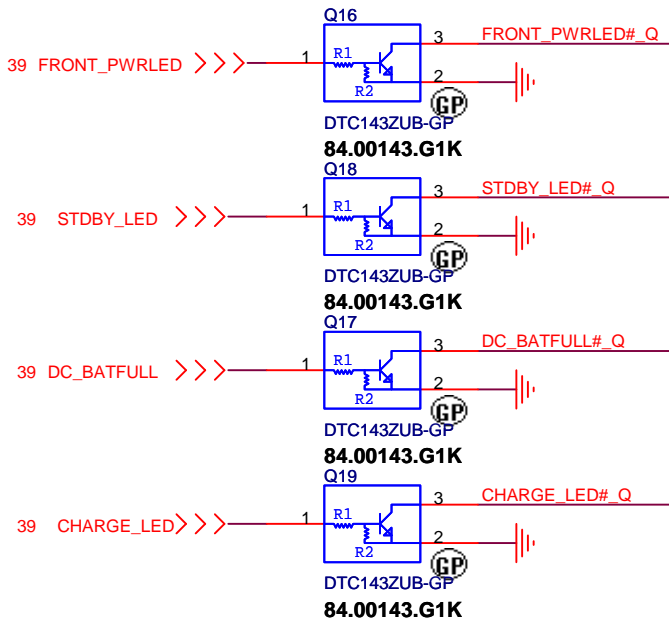 Q16
39 FRONT_PWRLED
1
R1
R2
3
FRONT_PWRLED#_Q
2
GP
DTC143ZUB-GP
84.00143.G1K
Q18
39 STDBY_LED
1
R1
R2
3
STDBY_LED#_Q
2
GP
DTC143ZUB-GP
84.00143.G1K
Q17
39 DC_BATFULL
1
R1
R2
3
DC_BATFULL#_Q
2
GP
DTC143ZUB-GP
84.00143.G1K
Q19
39 CHARGE_LED
1
R1
R2
3
CHARGE_LED#_Q
2
GP
DTC143ZUB-GP
84.00143.G1K